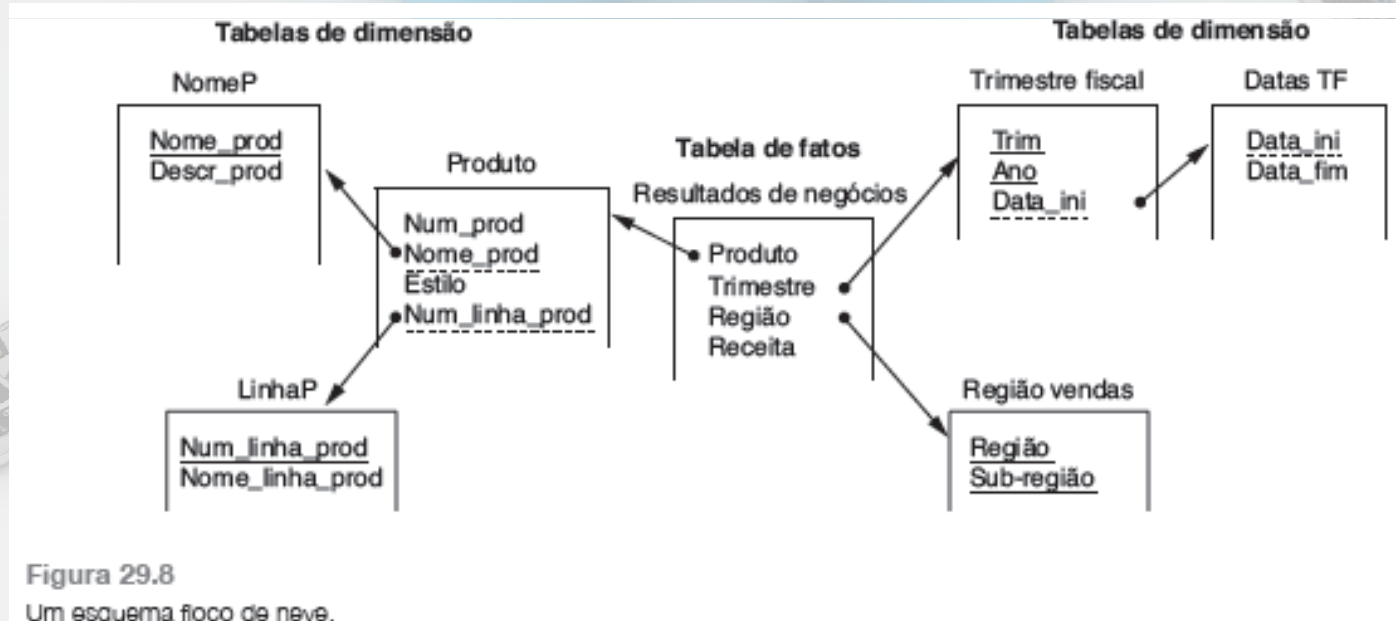 Tabelas de dimensão
NomeP
Nome_prod
Descr_prod
Produto
Num_prod
Nome_prod
Estilo
Num_linha_prod
LinhaP
Num_linha_prod
Nome_linha_prod
Tabela de fatos
Resultados de negócios
Produto
Trimestre
Região
Receita
Tabelas de dimensão
Trimestre fiscal
Trim
Ano
Data_ini
Datas TF
Data_ini
Data_fim
Região vendas
Região
Sub-região
Figura 29.8
Um esquema floco de neve.